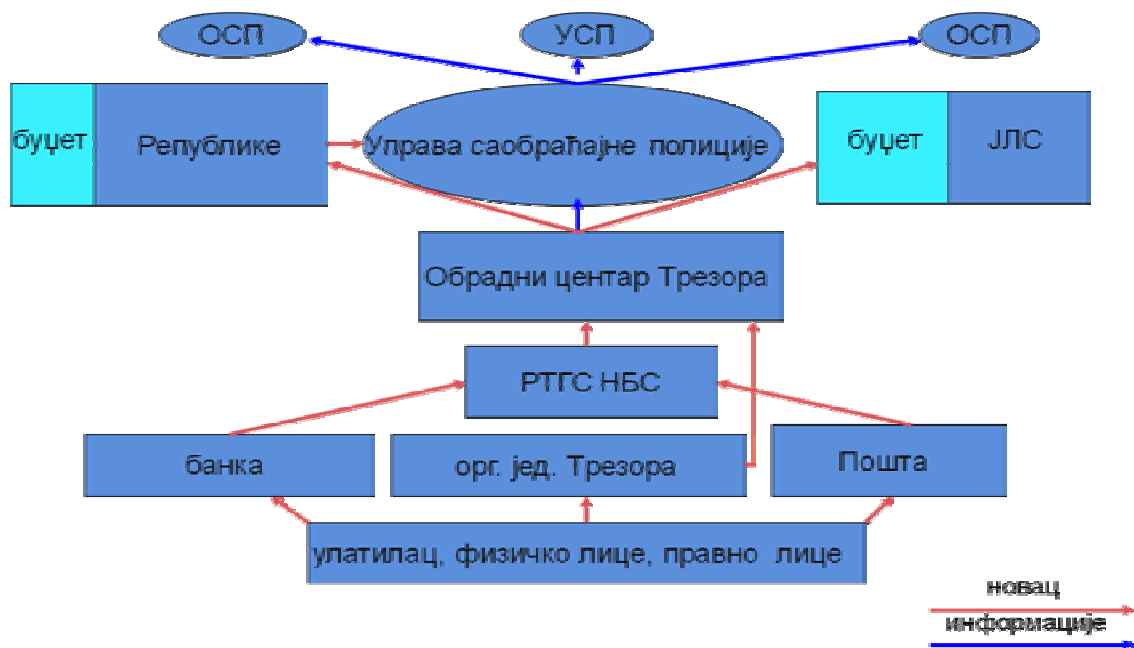 ОСП
УСП
ОСП
буџет
Републике
Управа саобраћајне полиције
буџет
ЈЛС
Обрадни центар Трезора
РТГС НБС
банка
орг. јед. Трезора
Пошта
уплатилац, физичко лице, правно лице
новац
информације